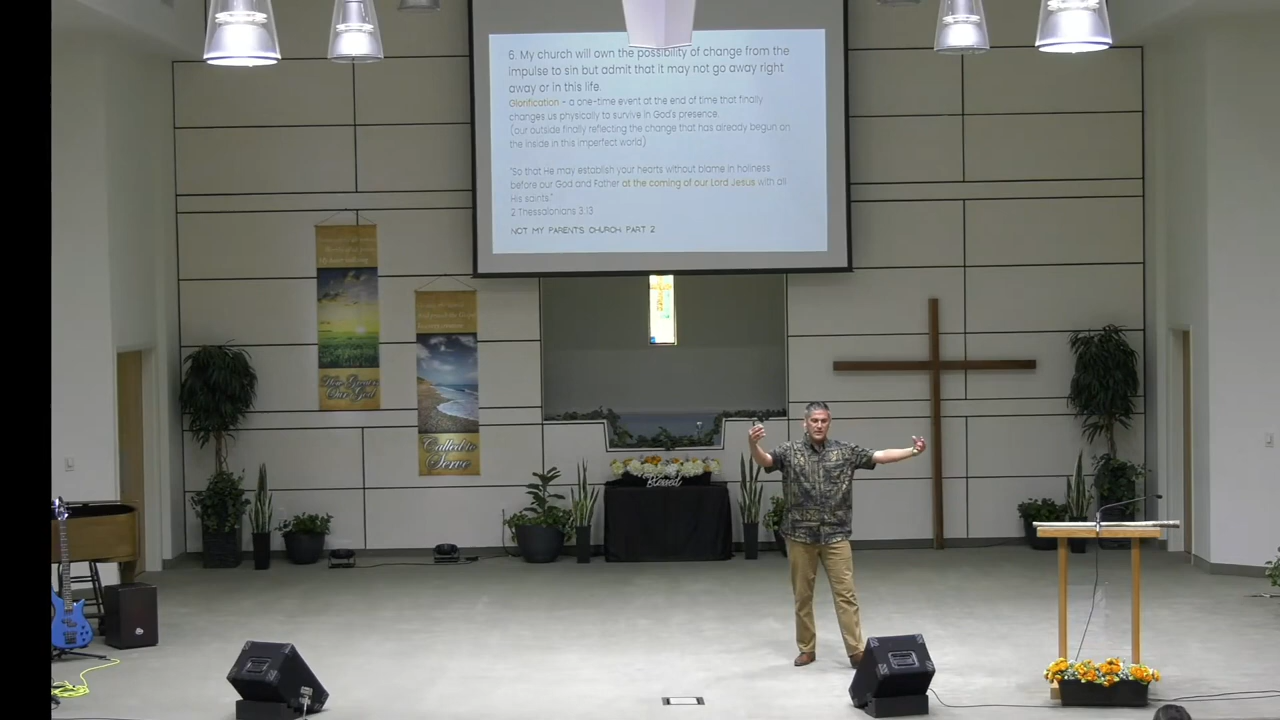 6. My church will own the possibility of change from the
impulse to sin but admit that it may not go away right
away or in this life.
Glorification - a one-time event at the end of time that finally
changes us physically to survive in God's presence.
(our outside finally reflecting the change that has already begun on
the inside in this imperfect world)
"So that He may establish your hearts without blame in holiness
before our God and Father at the coming of our Lord Jesus with all
His saints."
2 Thessalonians 3:13
NOT MY PARENTS CHURCH PART 2
Our God
Called to
Serve
Blessed